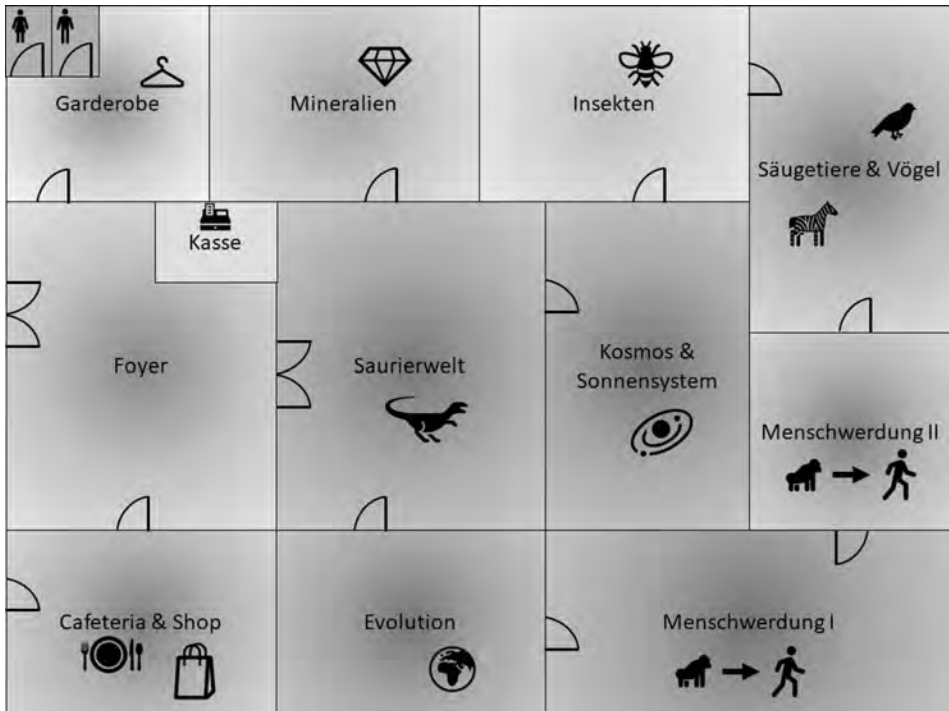 Garderobe
Mineralien
Insekten
Säugetiere & Vögel
Kasse
Foyer
Saurierwelt
Kosmos &
Sonnensystem
Menschwerdung II
Cafeteria & Shop
Evolution
Menschwerdung I